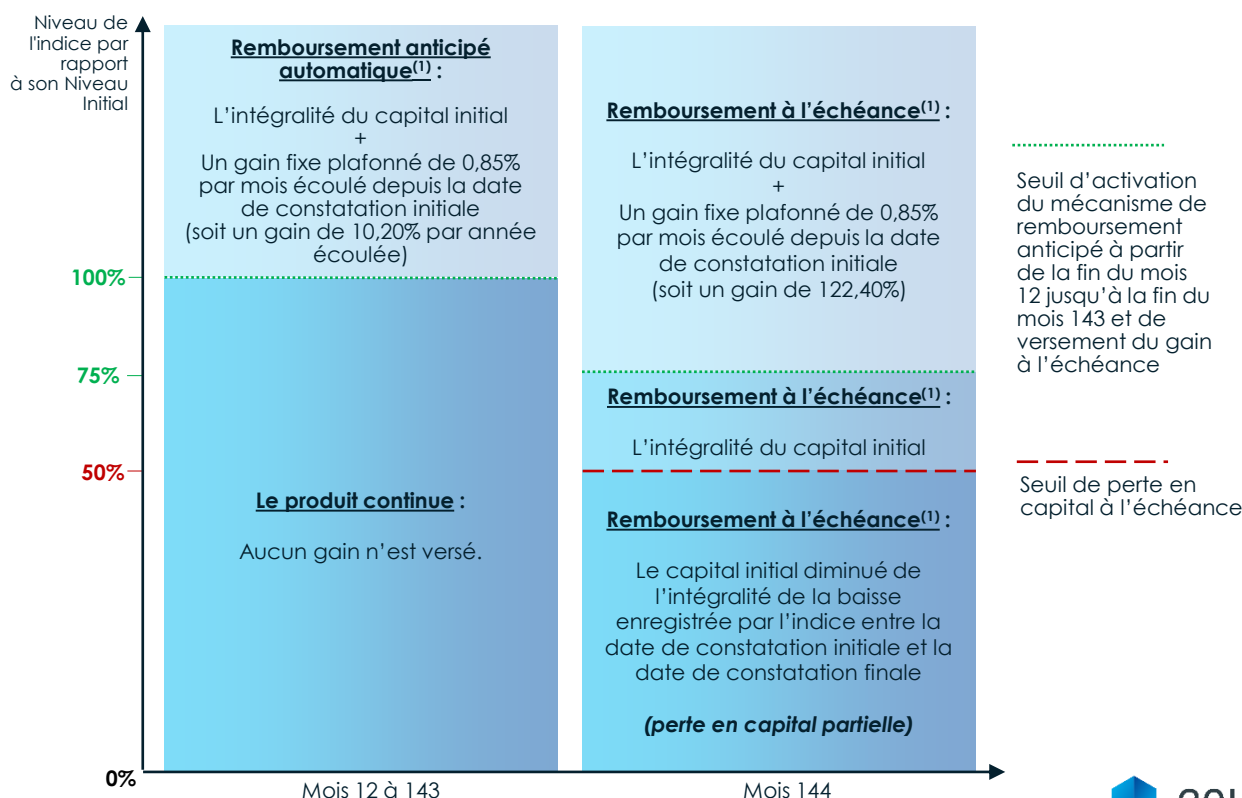 Niveau de
l'indice par
rapport
à son Niveau
Initial
Remboursement anticipé
automatique(1) :
L'intégralité du capital initial
+
Un gain fixe plafonné de 0,85%
par mois écoulé depuis la date
de constatation initiale
(soit un gain de 10,20% par année
écoulée)
100%
75%
50%
0%
Le produit continue :
Aucun gain n'est versé.
Mois 12 à 143
Remboursement à l'échéance(1) :
L'intégralité du capital initial
+
Un gain fixe plafonné de 0,85%
par mois écoulé depuis la date
de constatation initiale
(soit un gain de 122,40%)
Remboursement à l'échéance(1) :
L'intégralité du capital initial
Remboursement à l'échéance(1) :
Le capital initial diminué de
l'intégralité de la baisse
enregistrée par l'indice entre la
date de constatation initiale et la
date de constatation finale
(perte en capital partielle)
Mois 144
Seuil d'activation
du mécanisme de
remboursement
anticipé à partir
de la fin du mois
12 jusqu'à la fin du
mois 143 et de
versement du gain
à l'échéance
Seuil de perte en
capital à l'échéance